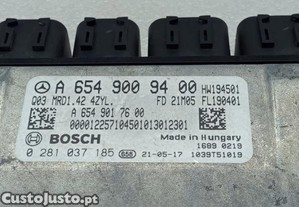 A 654 900 94 00 HW194501
Q03 MRD1.42 4ZYL. FD 21M05 FL190401
A 654 901 76 00
00001225710450101301​2301
BOSCH Made in Hungary
1689 0219
0 281 037 185 656 21-05-17 1039T51019
CustoJusto.pt